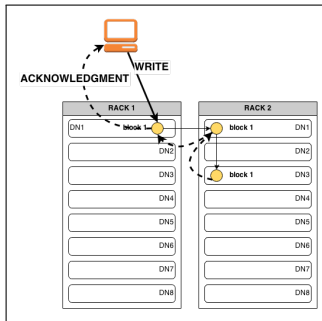 WRITE
ACKNOWLEDGMENT
RACK 1
RACK 2
DN1
block 1
block 1
DN1
DN2
DN2
DN3
block 1
DN3
DN4
DN4
DN5
DN5
DN6
DN6
DN7
DN7
DN8
DN8